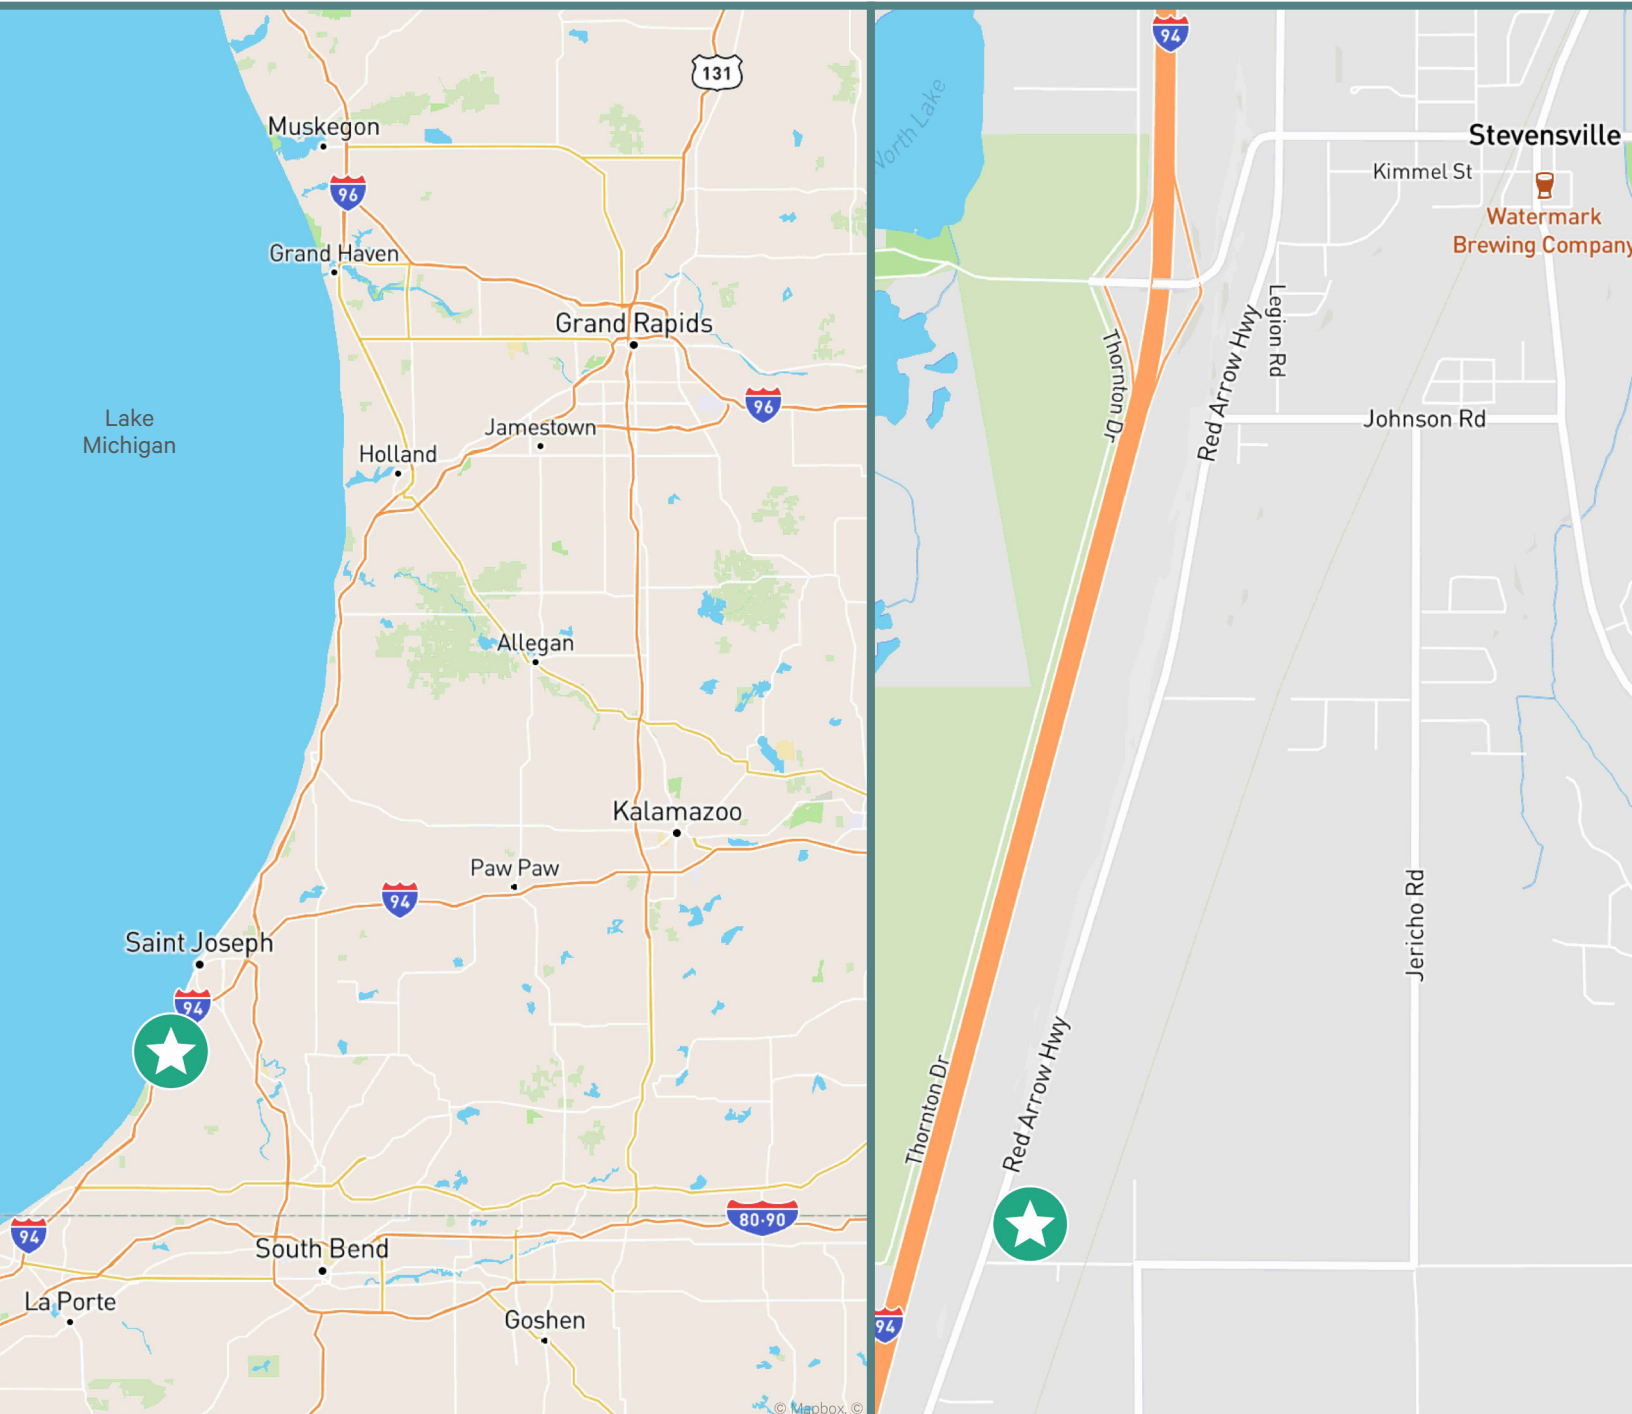 131
Muskegon
96
Grand Haven
Grand Rapids
96
Lake
Michigan
Jamestown
Holland
Allegan
Kalamazoo
Paw Paw
94
Saint Joseph
94
80·90
94
South Bend
La Porte
Goshen
© Mapbox, ©
94
North Lake
Stevensville
Kimmel St
Watermark
Brewing Company
Legion Rd
Red Arrow Hwy
Thornton Dr
Johnson Rd
Jericho Rd
Red Arrow Hwy
Thornton Dr
94